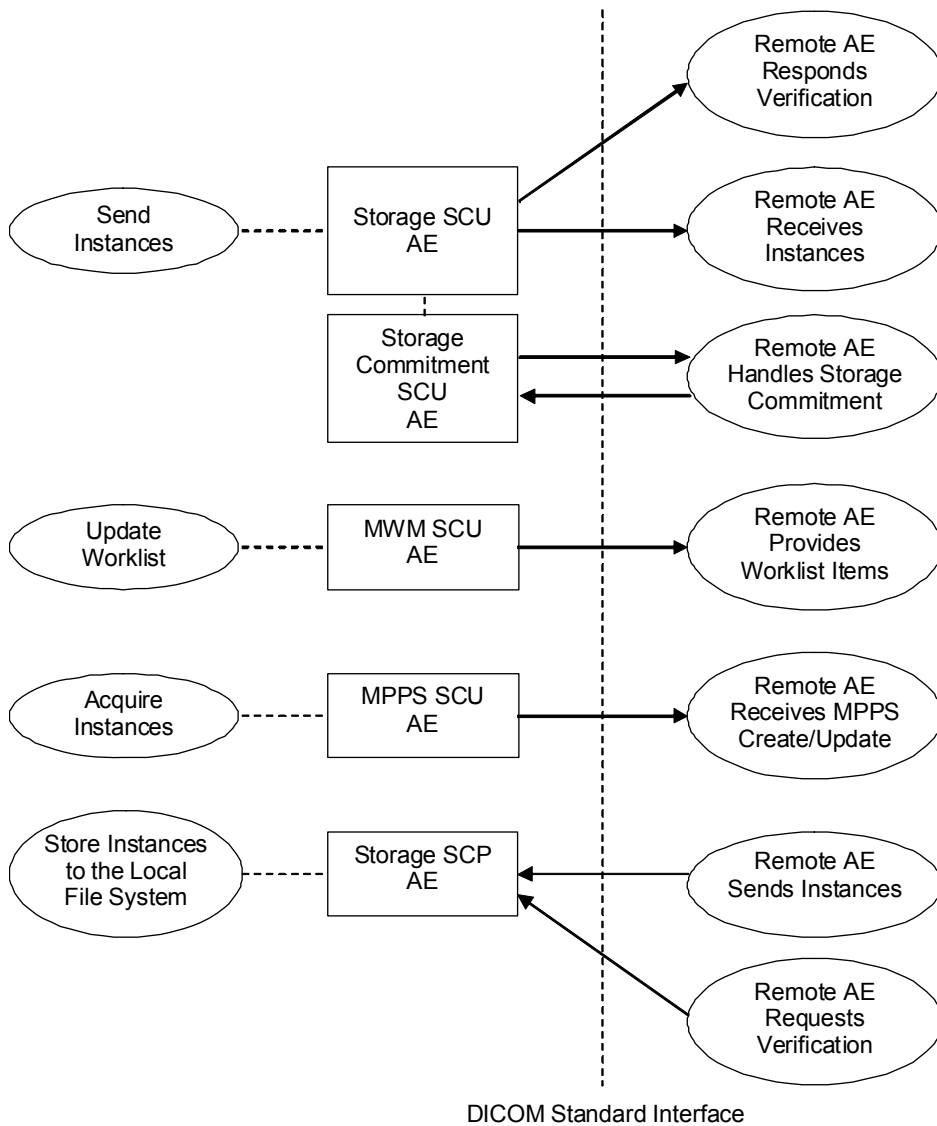 Remote AE
Responds
Verification
Send
Instances
Storage SCU
AE
Remote AE
Receives
Instances
Storage
Commitment
SCU
AE
Remote AE
Handles Storage
Commitment
Update
Worklist
MWM SCU
AE
Remote AE
Provides
Worklist Items
Acquire
Instances
MPPS SCU
AE
Remote AE
Receives MPPS
Create/Update
Store Instances
to the Local
File System
Storage SCP
AE
Remote AE
Sends Instances
Remote AE
Requests
Verification
DICOM Standard Interface